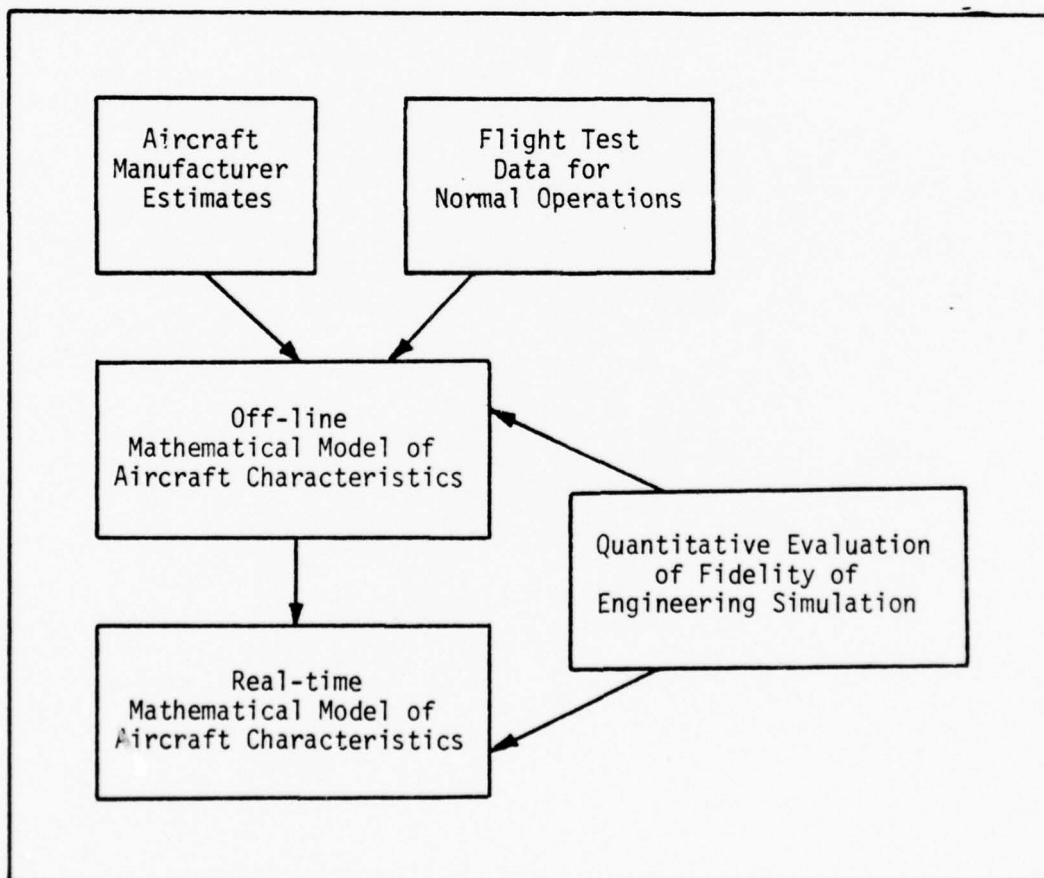 Aircraft
Manufacturer
Estimates
Flight Test
Data for
Normal Operations
Off-line
Mathematical Model of
Aircraft Characteristics
Quantitative Evaluation
of Fidelity of
Engineering Simulation
Real-time
Mathematical Model of
Aircraft Characteristics